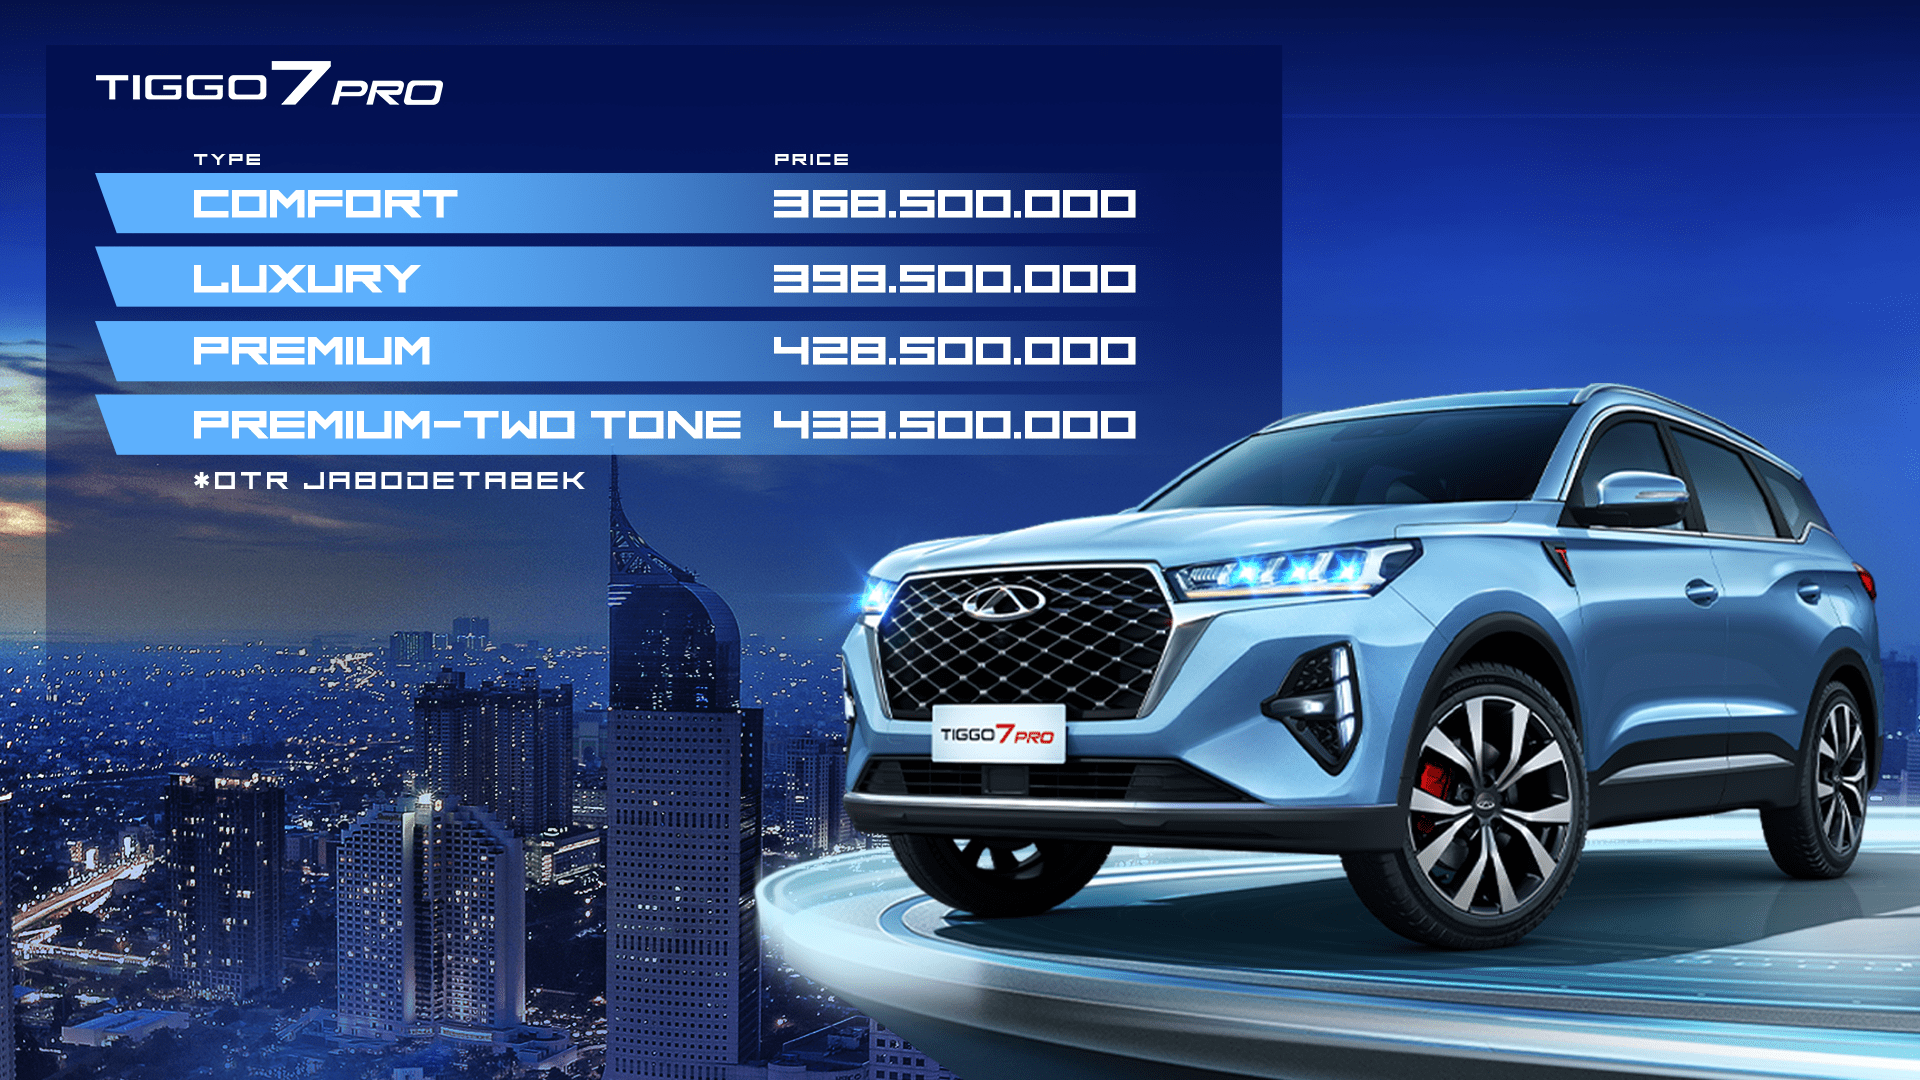 TIGGO 7 PRO
TYPE PRICE
COMFORT 368.500.000
LUXURY 398.500.000
PREMIUM 428.500.000
PREMIUM-TWO TONE 433.500.000
*OTR JABODETABEK
TIGGO 7 PRO